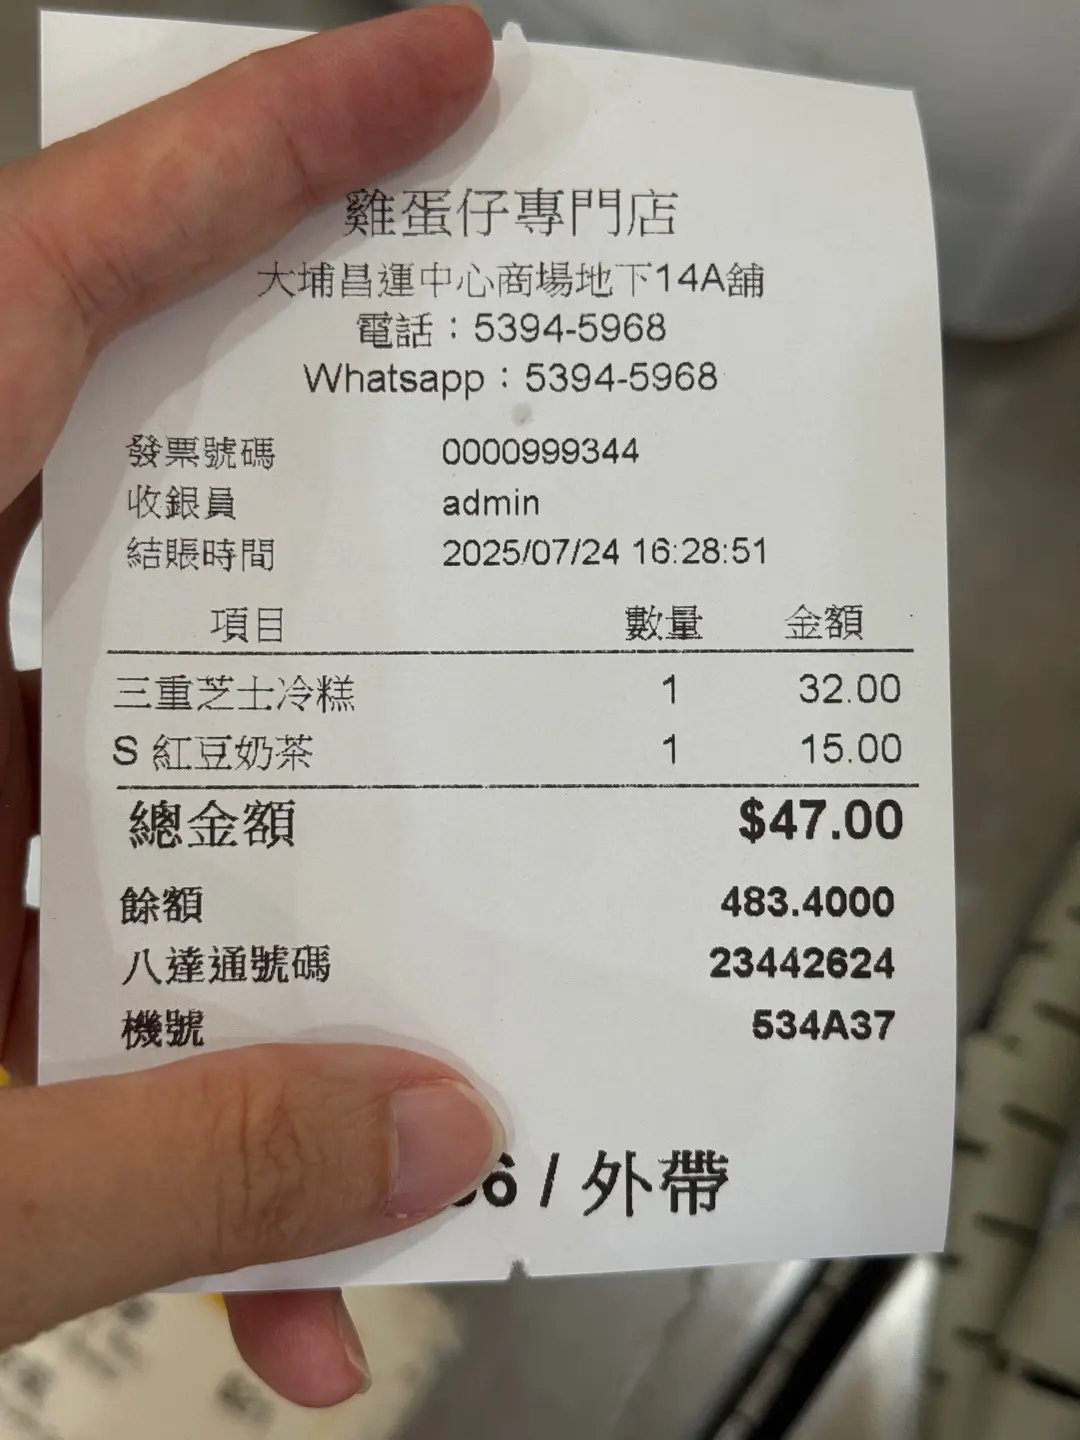 雞蛋仔專門店
大埔昌運中心商場地下14A舖
電話：5394-5968
Whatsapp：5394-5968
發票號碼 0000999344
收銀員 admin
結賬時間 2025/07/24 16:28:51
項目 數量 金額
三重芝士冷糕 1 32.00
S 紅豆奶茶 1 15.00
總金額 $47.00
餘額 483.4000
八達通號碼 23442624
機號 534A37
6 / 外帶